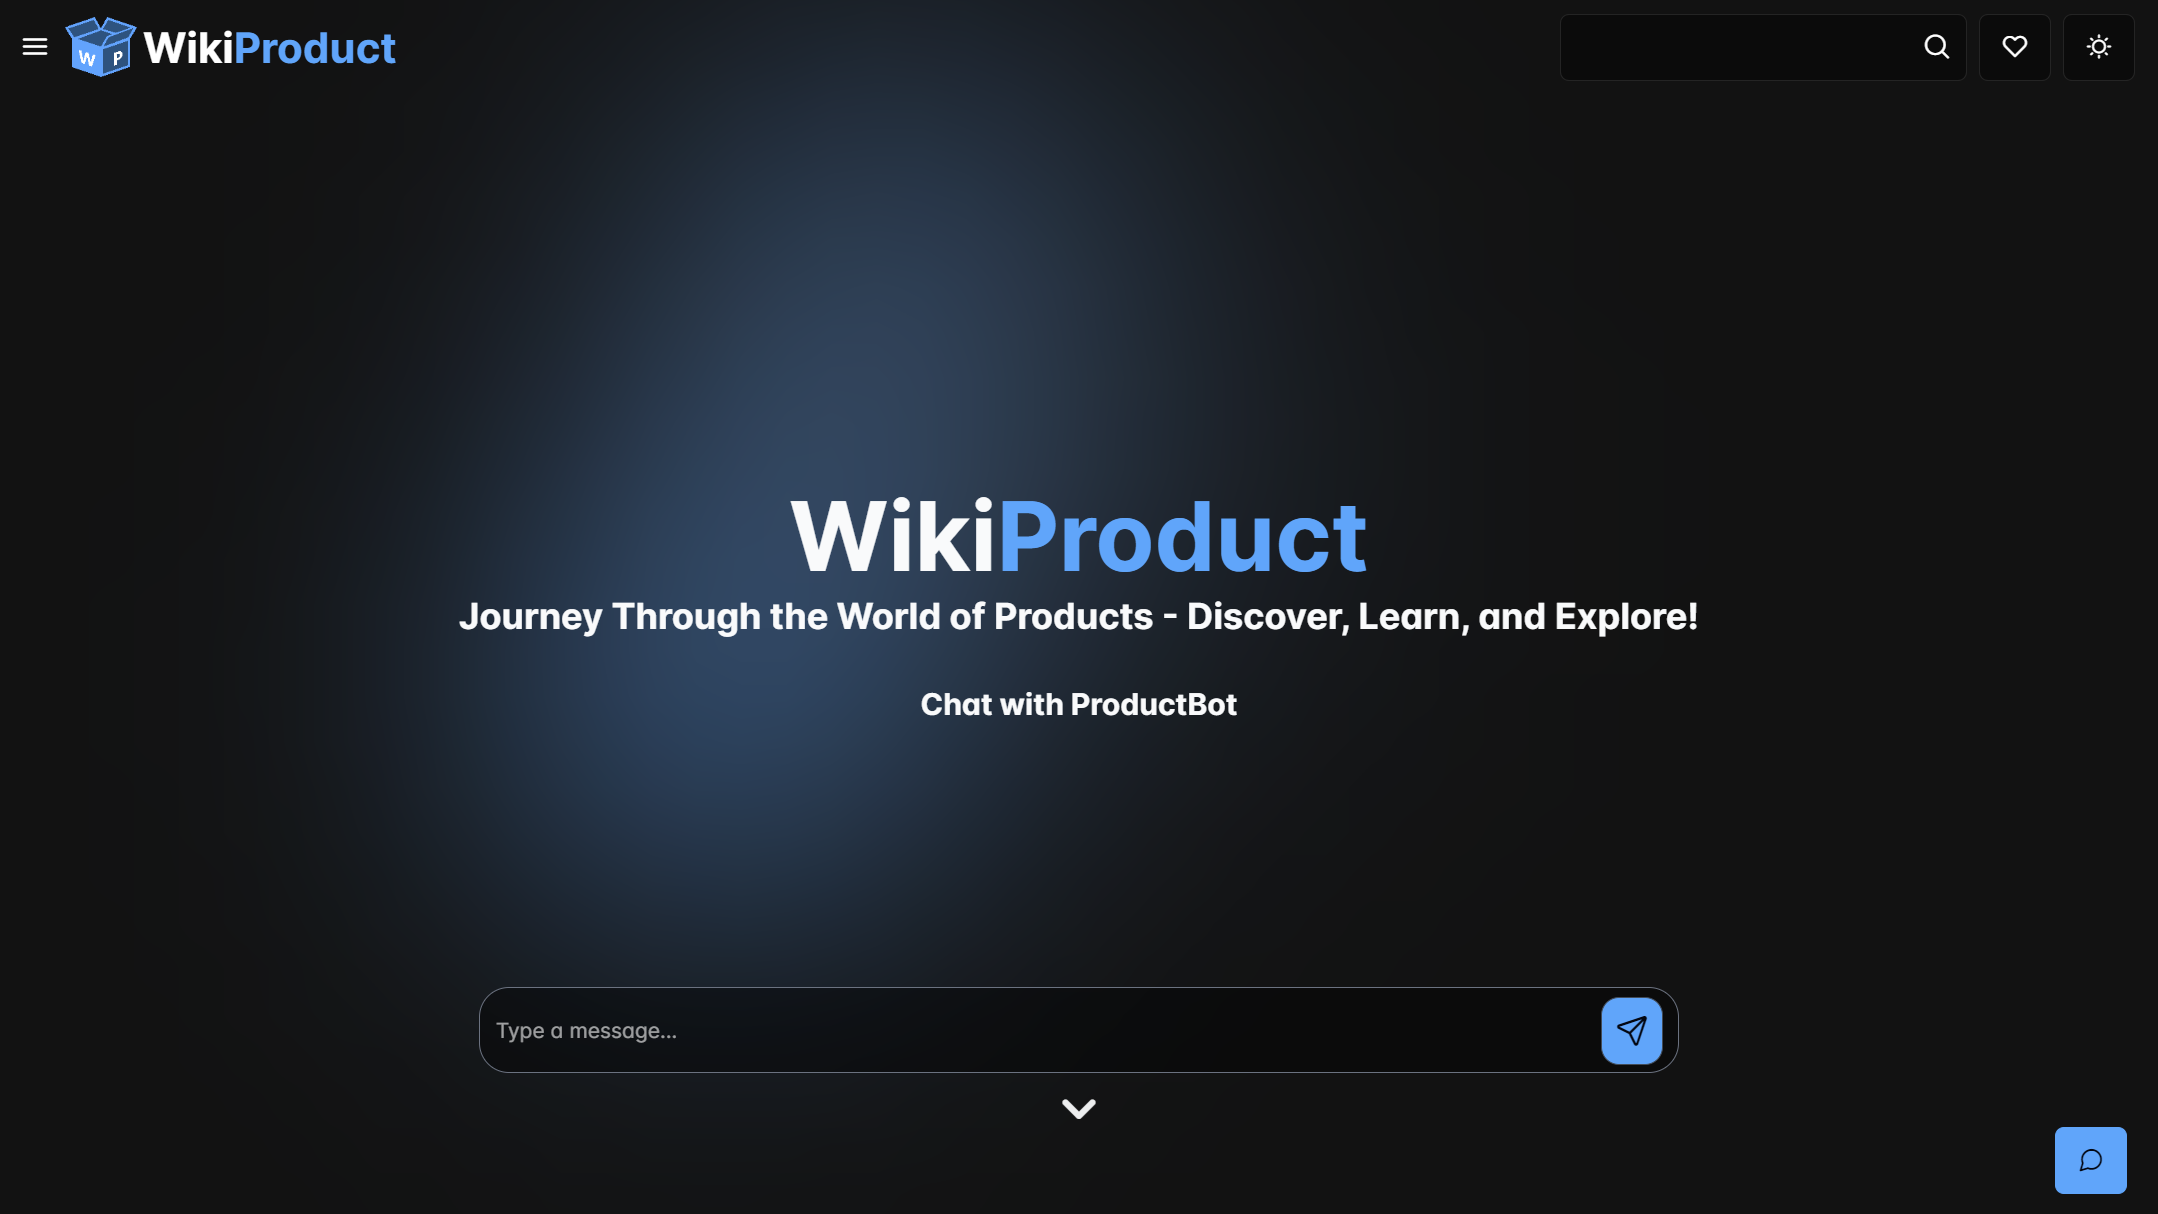 W P WikiProduct
WikiProduct
Journey Through the World of Products - Discover, Learn, and Explore!
Chat with ProductBot
Type a message...